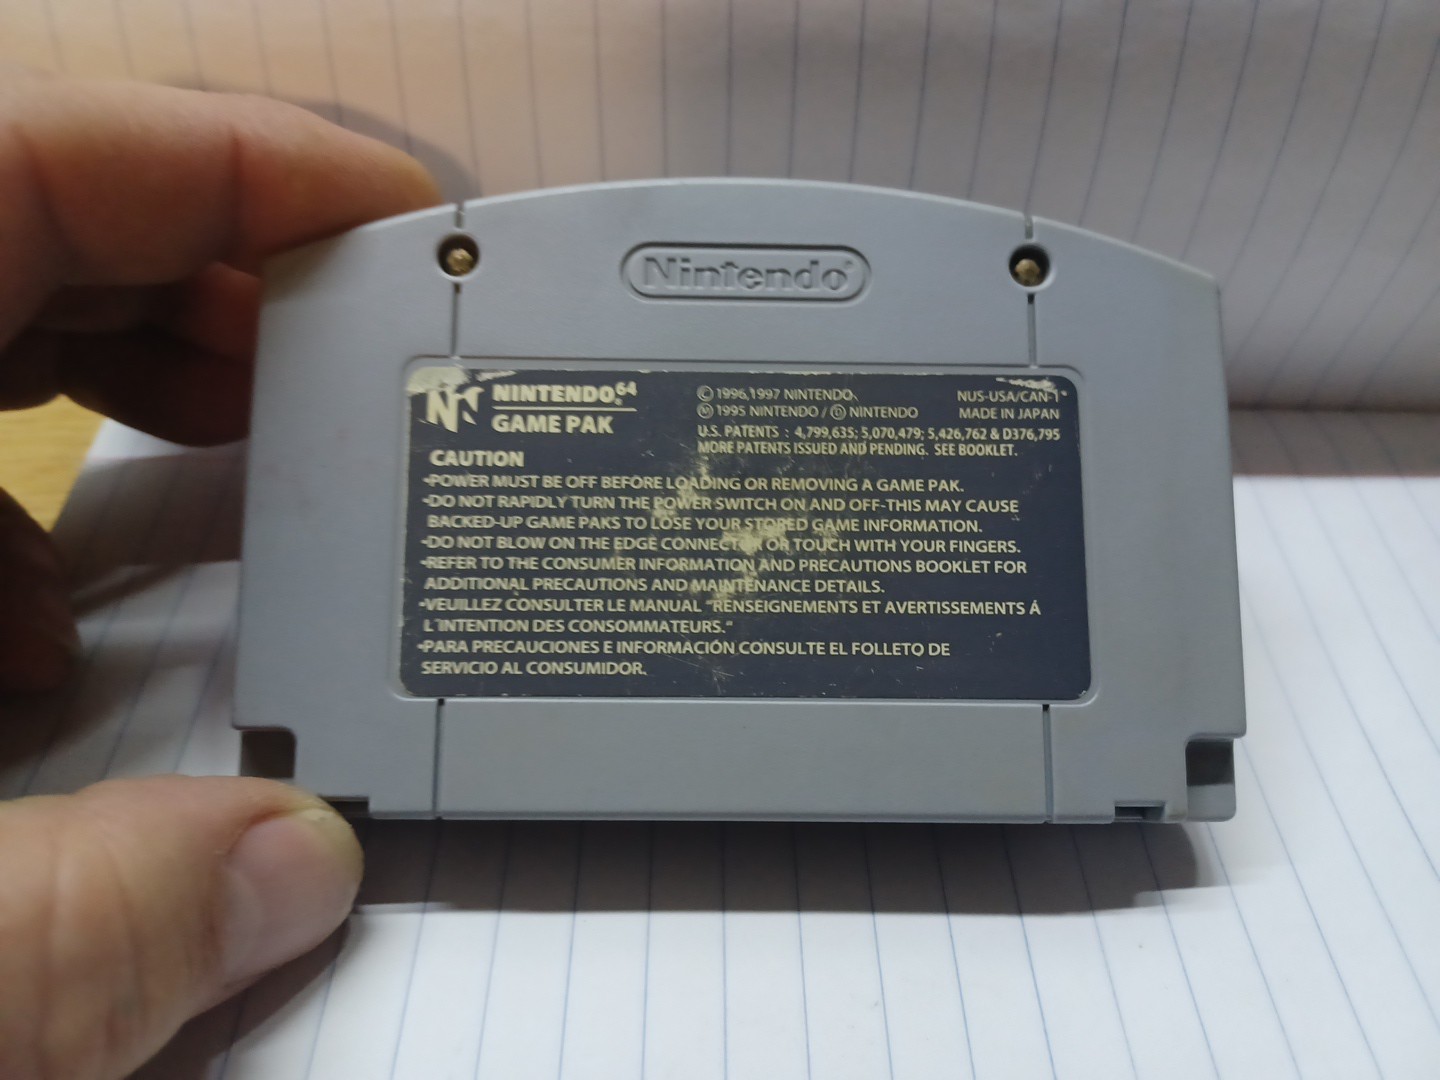 Nintendo®
NINTENDO⁶⁴®
GAME PAK
©1996,1997 NINTENDO.
Ⓜ1995 NINTENDO / Ⓓ NINTENDO
NUS-USA/CAN-1
MADE IN JAPAN
U.S. PATENTS : 4,799,635; 5,070,479; 5,426,762 & D376,795
MORE PATENTS ISSUED AND PENDING. SEE BOOKLET.
CAUTION
•POWER MUST BE OFF BEFORE LOADING OR REMOVING A GAME PAK.
•DO NOT RAPIDLY TURN THE POWER SWITCH ON AND OFF-THIS MAY CAUSE
BACKED-UP GAME PAKS TO LOSE YOUR STORED GAME INFORMATION.
•DO NOT BLOW ON THE EDGE CONNECTOR OR TOUCH WITH YOUR FINGERS.
•REFER TO THE CONSUMER INFORMATION AND PRECAUTIONS BOOKLET FOR
ADDITIONAL PRECAUTIONS AND MAINTENANCE DETAILS.
•VEUILLEZ CONSULTER LE MANUAL "RENSEIGNEMENTS ET AVERTISSEMENTS Á
L'INTENTION DES CONSOMMATEURS."
•PARA PRECAUCIONES E INFORMACIÓN CONSULTE EL FOLLETO DE
SERVICIO AL CONSUMIDOR.